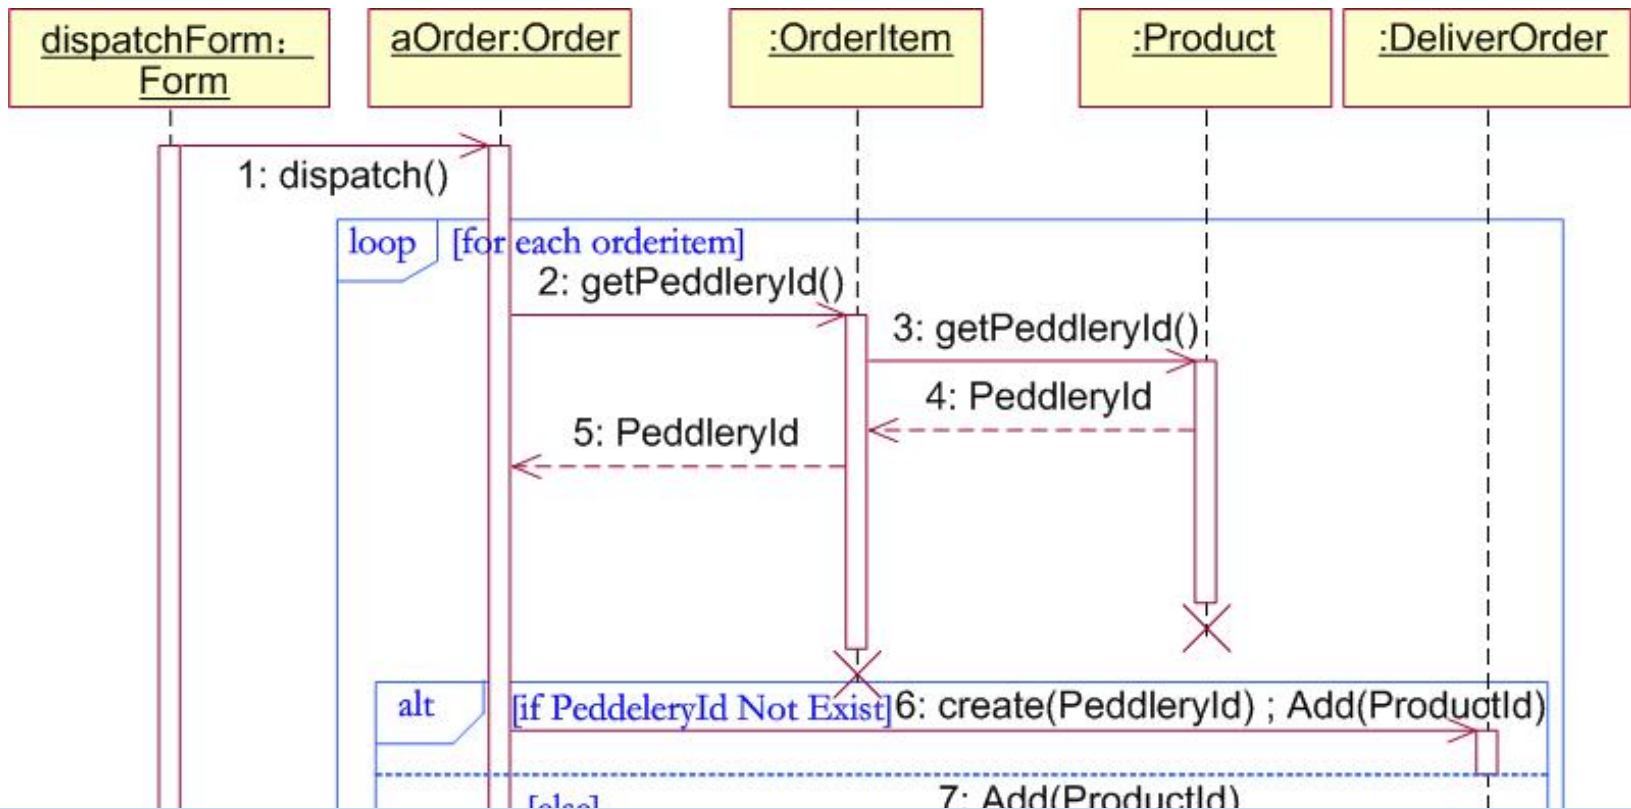 dispatchForm：
Form
aOrder:Order
:OrderItem
:Product
:DeliverOrder
1: dispatch()
loop
[for each orderitem]
2: getPeddleryId()
3: getPeddleryId()
4: PeddleryId
5: PeddleryId
alt
[if PeddeleryId Not Exist]
6: create(PeddleryId) ; Add(ProductId)
[else]
7: Add(ProductId)